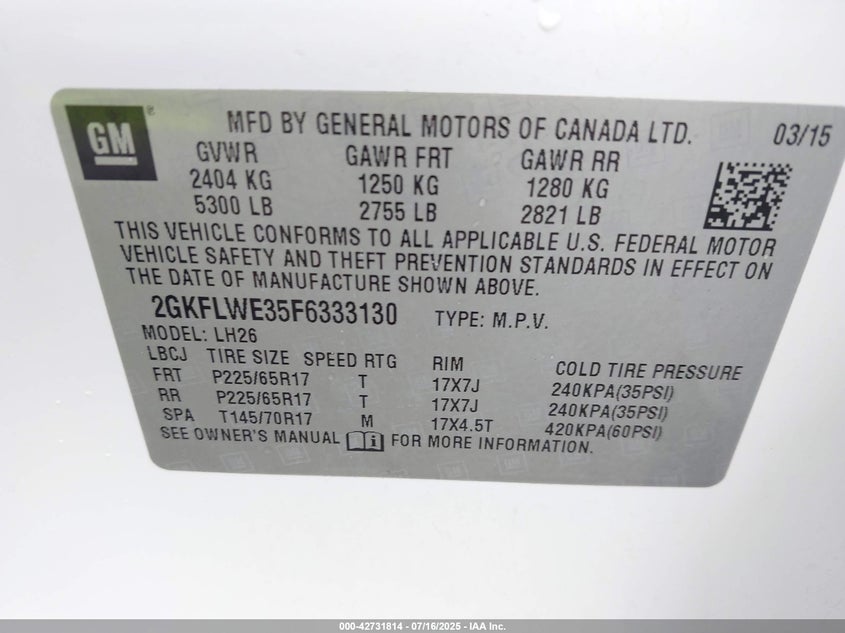 GM ®
MFD BY GENERAL MOTORS OF CANADA LTD. 03/15
GVWR GAWR FRT GAWR RR
2404 KG 1250 KG 1280 KG
5300 LB 2755 LB 2821 LB
THIS VEHICLE CONFORMS TO ALL APPLICABLE U.S. FEDERAL MOTOR
VEHICLE SAFETY AND THEFT PREVENTION STANDARDS IN EFFECT ON
THE DATE OF MANUFACTURE SHOWN ABOVE.
2GKFLWE35F6333130 TYPE: M.P.V.
MODEL: LH26
LBCJ TIRE SIZE SPEED RTG RIM COLD TIRE PRESSURE
FRT P225/65R17 T 17X7J 240KPA(35PSI)
RR P225/65R17 T 17X7J 240KPA(35PSI)
SPA T145/70R17 M 17X4.5T 420KPA(60PSI)
SEE OWNER'S MANUAL FOR MORE INFORMATION.
000-42731814 - 07/16/2025 - IAA Inc.